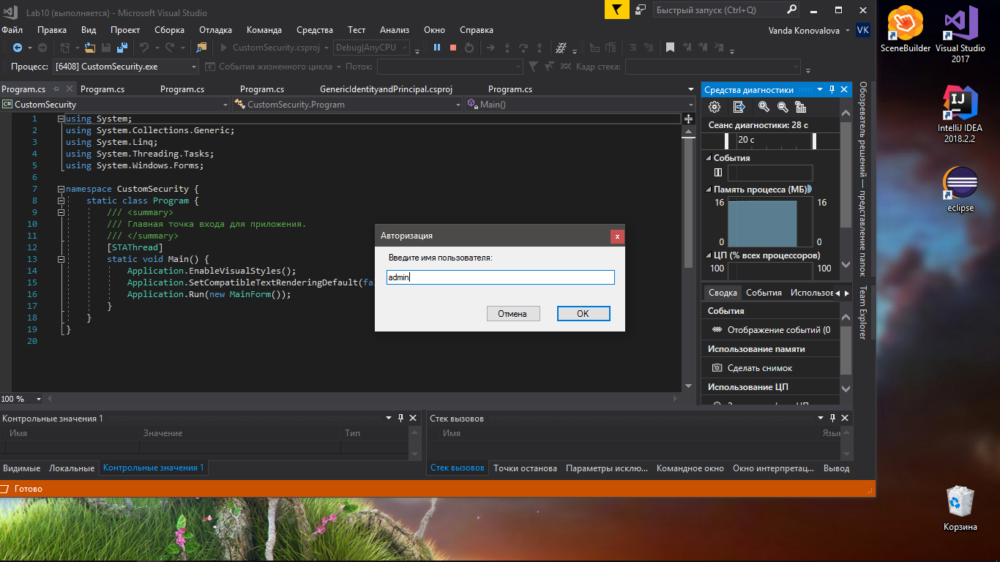 Lab10 (выполняется) - Microsoft Visual Studio
Быстрый запуск (Ctrl+Q)
Файл Правка Вид Проект Сборка Отладка Команда Средства Тест Анализ Окно Справка
Vanda Konovalova VK
CustomSecurity.csproj Debug|AnyCPU
Процесс: [6408] CustomSecurity.exe События жизненного цикла Поток: Кадр стека:
Program.cs Program.cs Program.cs Program.cs GenericIdentityandPrincipal.csproj Program.cs
C# CustomSecurity CustomSecurity.Program Main()
1 using System;
2 using System.Collections.Generic;
3 using System.Linq;
4 using System.Threading.Tasks;
5 using System.Windows.Forms;
6
7 namespace CustomSecurity {
8 static class Program {
9 /// <summary>
10 /// Главная точка входа для приложения.
11 /// </summary>
12 [STAThread]
13 static void Main() {
14 Application.EnableVisualStyles();
15 Application.SetCompatibleTextRenderingDefault(fal
16 Application.Run(new MainForm());
17 }
18 }
19 }
20
100 %
Авторизация
x
Введите имя пользователя:
admin
Отмена OK
Средства диагностики
Сеанс диагностики: 28 с
20 с
События
Память процесса (МБ)
16 16
0 0
ЦП (% всех процессоров)
100 100
Сводка События Использов
События
Отображение событий (0
Использование памяти
Сделать снимок
Использование ЦП
Обозреватель решений — представление папок
Team Explorer
Контрольные значения 1
Имя Значение Тип
Видимые Локальные Контрольные значения 1
Стек вызовов
Имя Язык
Стек вызовов Точки останова Параметры исклю... Командное окно Окно интерпретац... Вывод
Готово
SceneBuilder
Visual Studio
2017
IJ
IntelliJ IDEA
2018.2.2
eclipse
Корзина